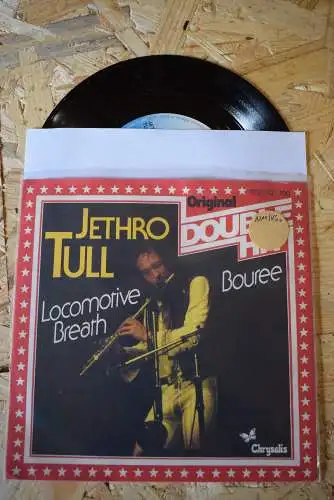 Original
DOUBLE
HIT
JETHRO
TULL
Locomotive
Breath
Bouree
Chrysalis